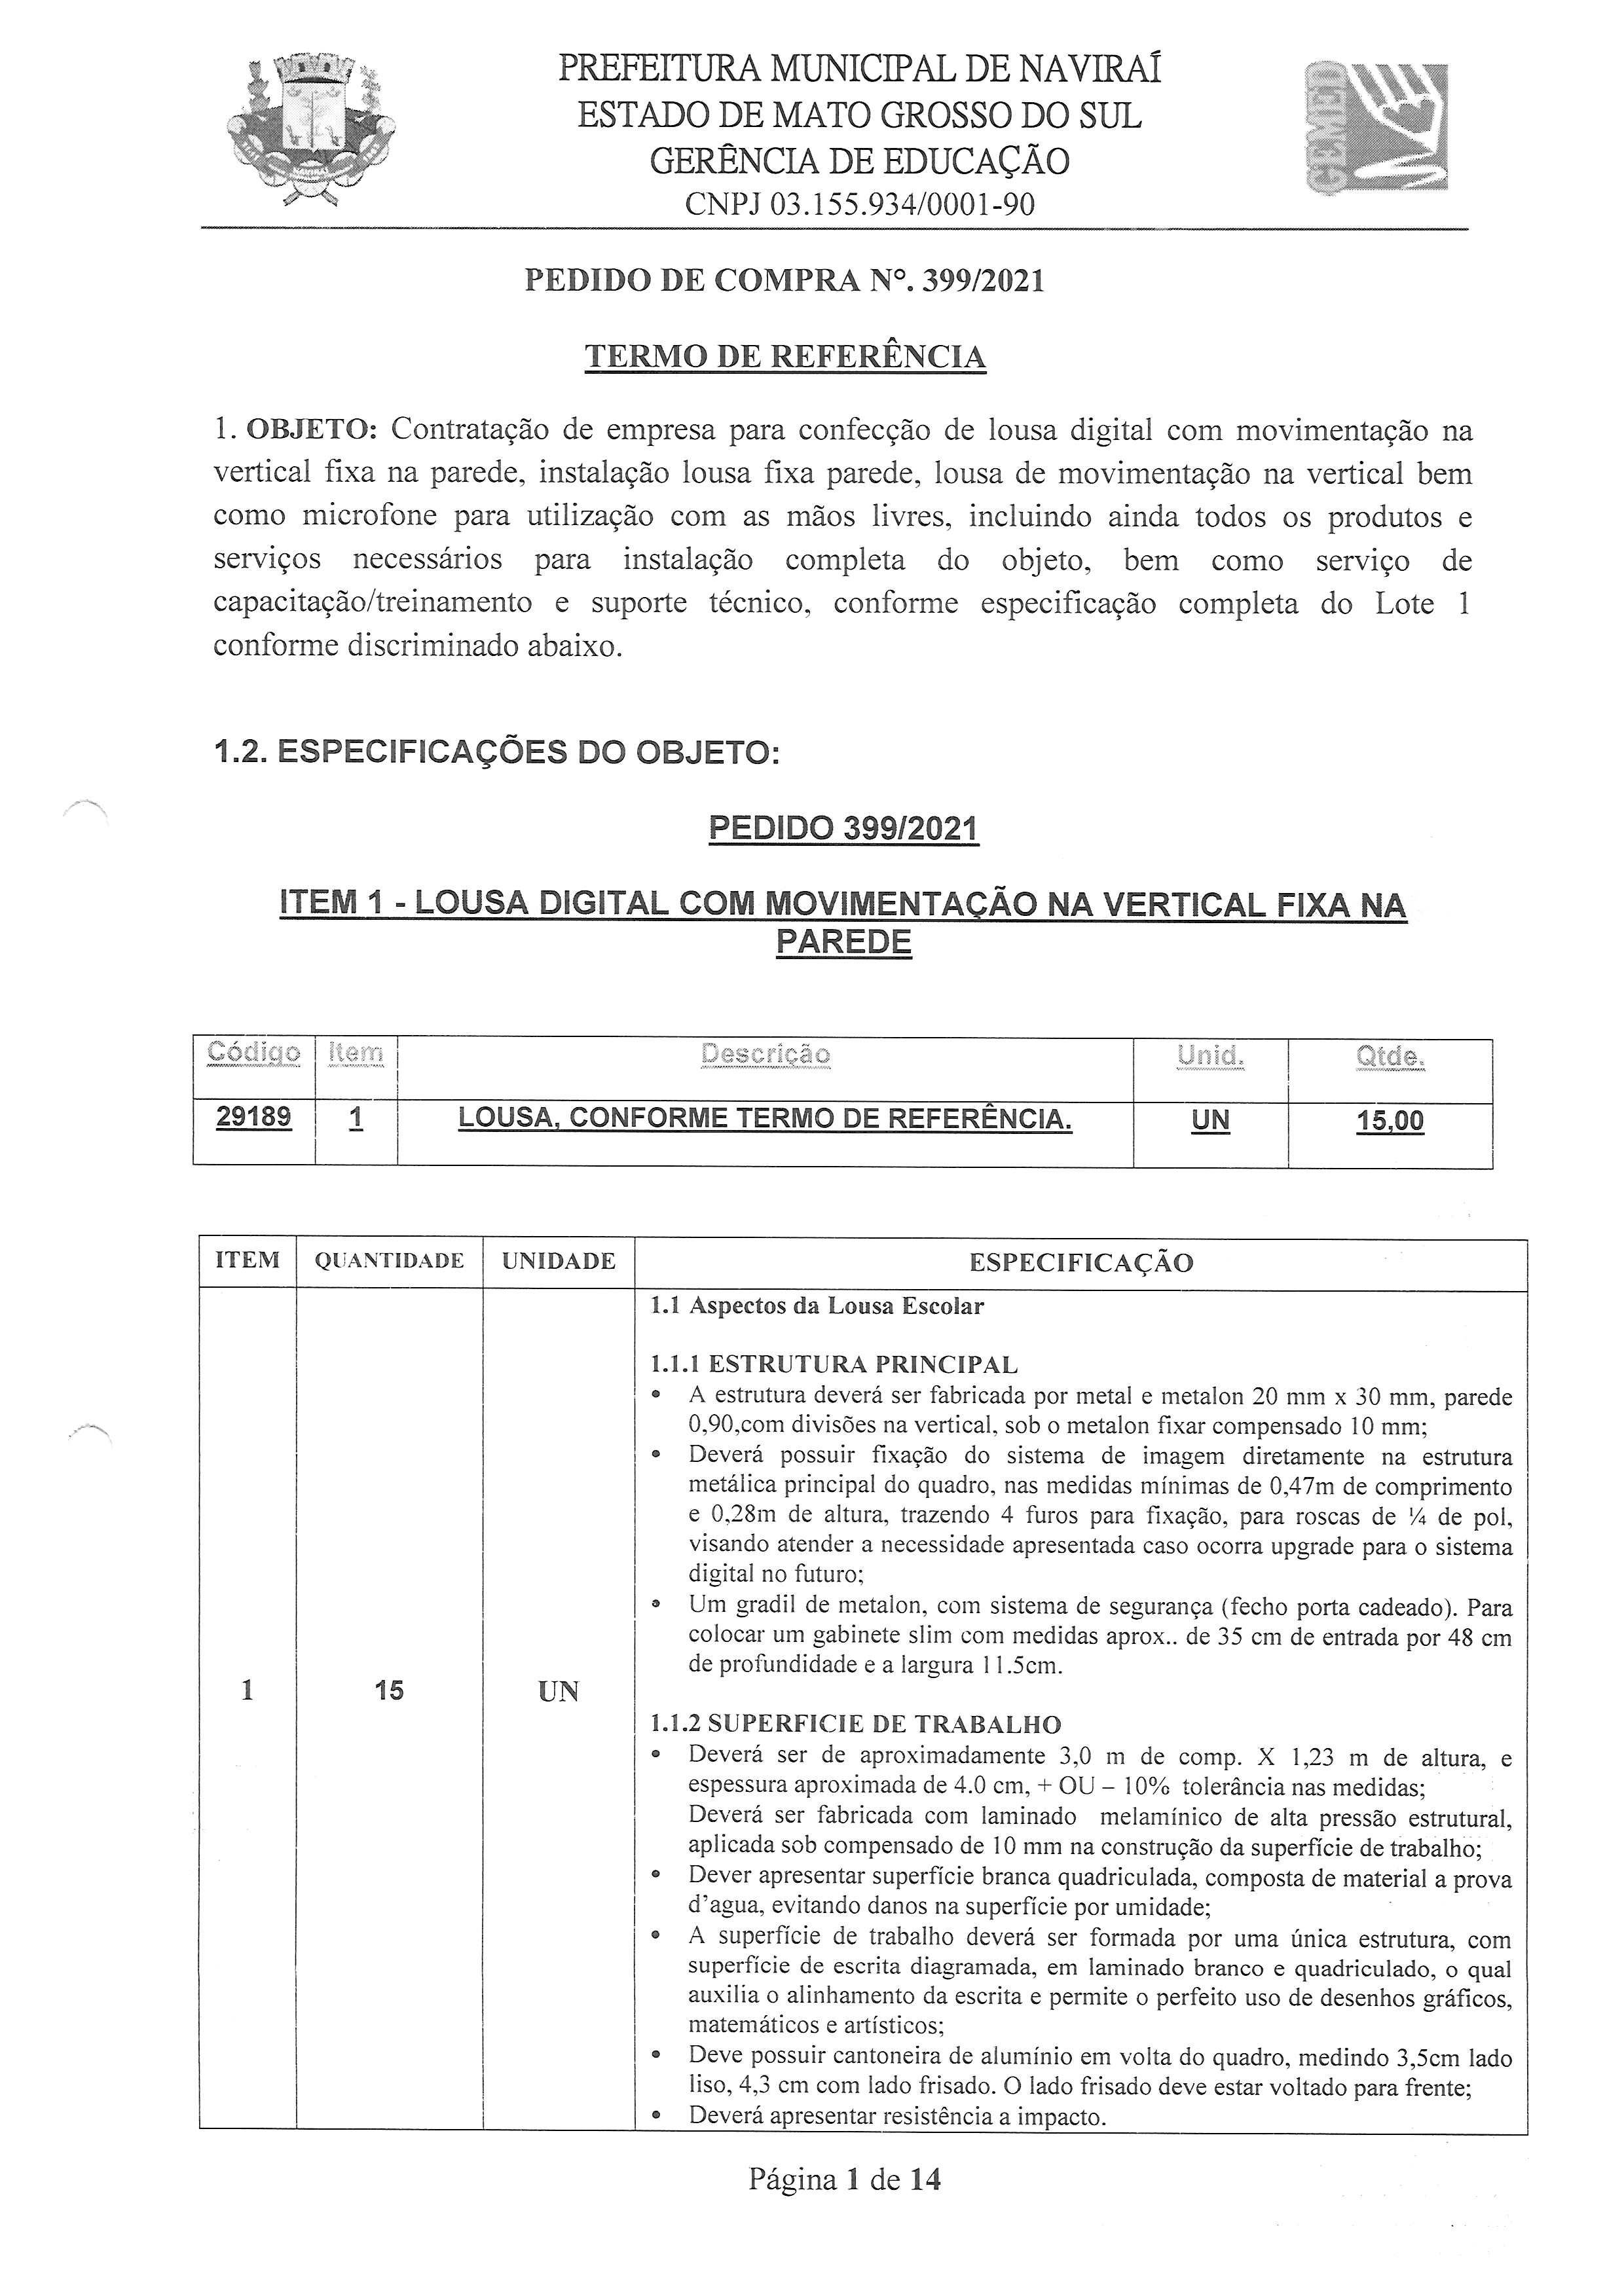 PREFEITURA MUNICIPAL DE NAVIRAÍ
ESTADO DE MATO GROSSO DO SUL
GERÊNCIA DE EDUCAÇÃO
CNPJ 03.155.934/0001-90
GEMED
PEDIDO DE COMPRA Nº. 399/2021
TERMO DE REFERÊNCIA
1. OBJETO: Contratação de empresa para confecção de lousa digital com movimentação na
vertical fixa na parede, instalação lousa fixa parede, lousa de movimentação na vertical bem
como microfone para utilização com as mãos livres, incluindo ainda todos os produtos e
serviços necessários para instalação completa do objeto, bem como serviço de
capacitação/treinamento e suporte técnico, conforme especificação completa do Lote 1
conforme discriminado abaixo.
1.2. ESPECIFICAÇÕES DO OBJETO:
PEDIDO 399/2021
ITEM 1 - LOUSA DIGITAL COM MOVIMENTAÇÃO NA VERTICAL FIXA NA
PAREDE
Código Item Descrição Unid. Qtde.
29189 1 LOUSA, CONFORME TERMO DE REFERÊNCIA. UN 15,00
ITEM QUANTIDADE UNIDADE ESPECIFICAÇÃO
1 15 UN
1.1 Aspectos da Lousa Escolar
1.1.1 ESTRUTURA PRINCIPAL
• A estrutura deverá ser fabricada por metal e metalon 20 mm x 30 mm, parede
0,90,com divisões na vertical, sob o metalon fixar compensado 10 mm;
• Deverá possuir fixação do sistema de imagem diretamente na estrutura
metálica principal do quadro, nas medidas mínimas de 0,47m de comprimento
e 0,28m de altura, trazendo 4 furos para fixação, para roscas de ¼ de pol,
visando atender a necessidade apresentada caso ocorra upgrade para o sistema
digital no futuro;
• Um gradil de metalon, com sistema de segurança (fecho porta cadeado). Para
colocar um gabinete slim com medidas aprox.. de 35 cm de entrada por 48 cm
de profundidade e a largura 11.5cm.
1.1.2 SUPERFICIE DE TRABALHO
• Deverá ser de aproximadamente 3,0 m de comp. X 1,23 m de altura, e
espessura aproximada de 4.0 cm, + OU – 10% tolerância nas medidas;
Deverá ser fabricada com laminado melamínico de alta pressão estrutural,
aplicada sob compensado de 10 mm na construção da superfície de trabalho;
• Dever apresentar superfície branca quadriculada, composta de material a prova
d'agua, evitando danos na superfície por umidade;
• A superfície de trabalho deverá ser formada por uma única estrutura, com
superfície de escrita diagramada, em laminado branco e quadriculado, o qual
auxilia o alinhamento da escrita e permite o perfeito uso de desenhos gráficos,
matemáticos e artísticos;
• Deve possuir cantoneira de alumínio em volta do quadro, medindo 3,5cm lado
liso, 4,3 cm com lado frisado. O lado frisado deve estar voltado para frente;
• Deverá apresentar resistência a impacto.
Página 1 de 14